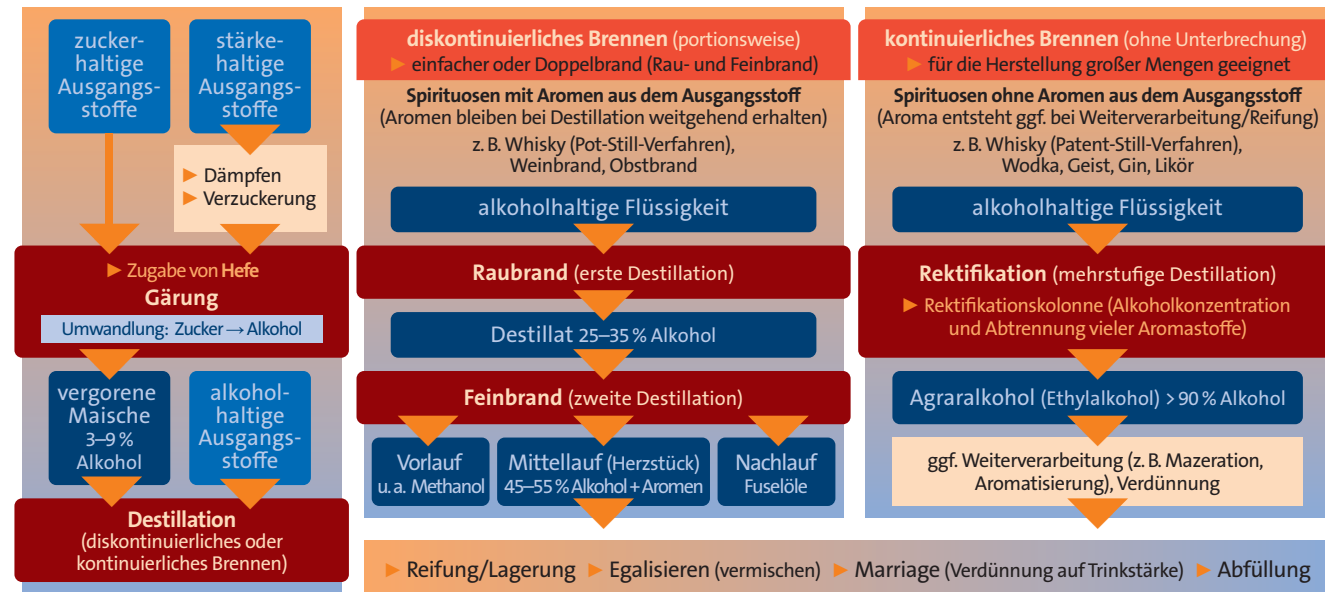 zucker-
haltige
Ausgangs-
stoffe
stärke-
haltige
Ausgangs-
stoffe
► Dämpfen
► Verzuckerung
► Zugabe von Hefe
Gärung
Umwandlung: Zucker → Alkohol
vergorene
Maische
3–9 %
Alkohol
alkohol-
haltige
Ausgangs-
stoffe
Destillation
(diskontinuierliches oder
kontinuierliches Brennen)
diskontinuierliches Brennen (portionsweise)
► einfacher oder Doppelbrand (Rau- und Feinbrand)
Spirituosen mit Aromen aus dem Ausgangsstoff
(Aromen bleiben bei Destillation weitgehend erhalten)
z. B. Whisky (Pot-Still-Verfahren),
Weinbrand, Obstbrand
alkoholhaltige Flüssigkeit
Raubrand (erste Destillation)
Destillat 25–35 % Alkohol
Feinbrand (zweite Destillation)
Vorlauf
u. a. Methanol
Mittellauf (Herzstück)
45–55 % Alkohol + Aromen
Nachlauf
Fuselöle
kontinuierliches Brennen (ohne Unterbrechung)
► für die Herstellung großer Mengen geeignet
Spirituosen ohne Aromen aus dem Ausgangsstoff
(Aroma entsteht ggf. bei Weiterverarbeitung/Reifung)
z. B. Whisky (Patent-Still-Verfahren),
Wodka, Geist, Gin, Likör
alkoholhaltige Flüssigkeit
Rektifikation (mehrstufige Destillation)
► Rektifikationskolonne (Alkoholkonzentration
und Abtrennung vieler Aromastoffe)
Agraralkohol (Ethylalkohol) > 90 % Alkohol
ggf. Weiterverarbeitung (z. B. Mazeration,
Aromatisierung), Verdünnung
► Reifung/Lagerung ► Egalisieren (vermischen) ► Marriage (Verdünnung auf Trinkstärke) ► Abfüllung